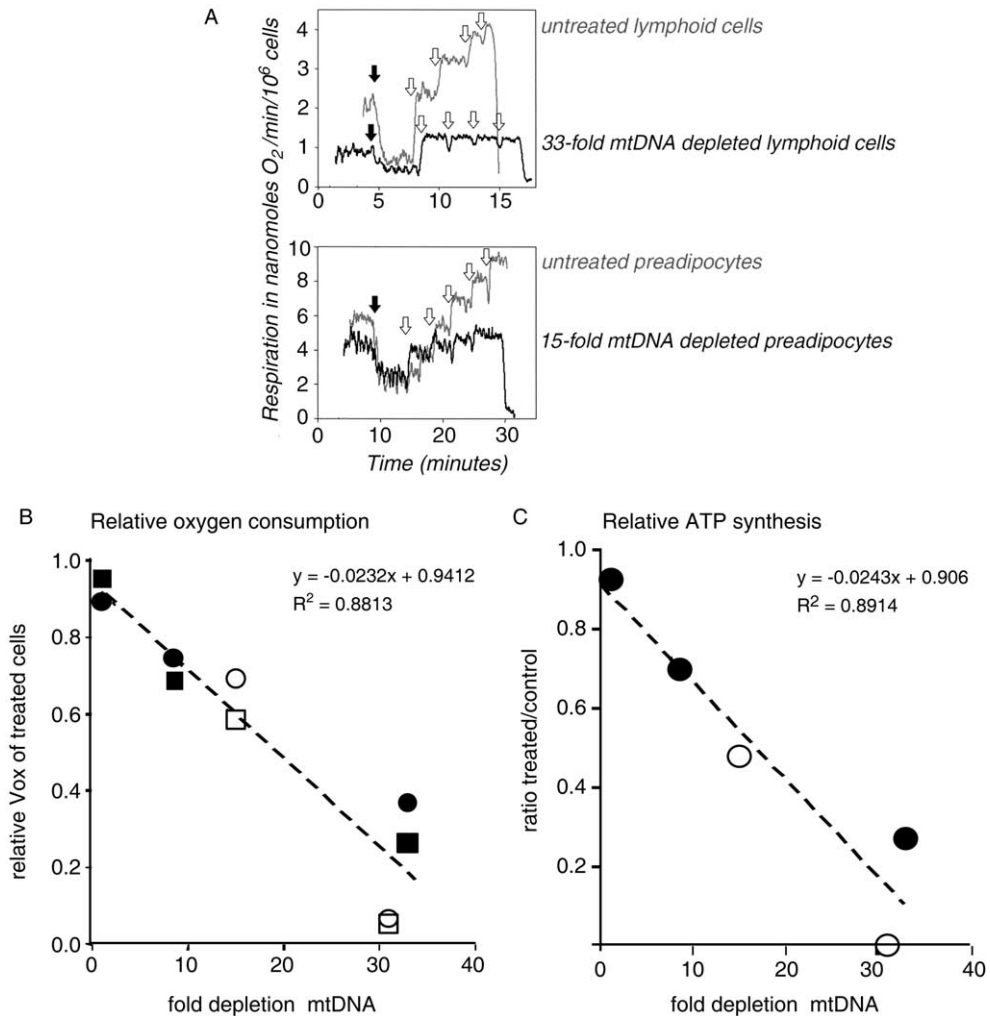 A
Respiration in nanomoles O2/min/10^6 cells
4
3
2
1
0
0 5 10 15
untreated lymphoid cells
33-fold mtDNA depleted lymphoid cells
10
8
6
4
2
0
0 10 20 30
Time (minutes)
untreated preadipocytes
15-fold mtDNA depleted preadipocytes
B Relative oxygen consumption
y = -0.0232x + 0.9412
R² = 0.8813
relative Vox of treated cells
1.0
0.8
0.6
0.4
0.2
0.0
0 10 20 30 40
fold depletion mtDNA
C Relative ATP synthesis
y = -0.0243x + 0.906
R² = 0.8914
ratio treated/control
1.0
0.8
0.6
0.4
0.2
0 10 20 30 40
fold depletion mtDNA